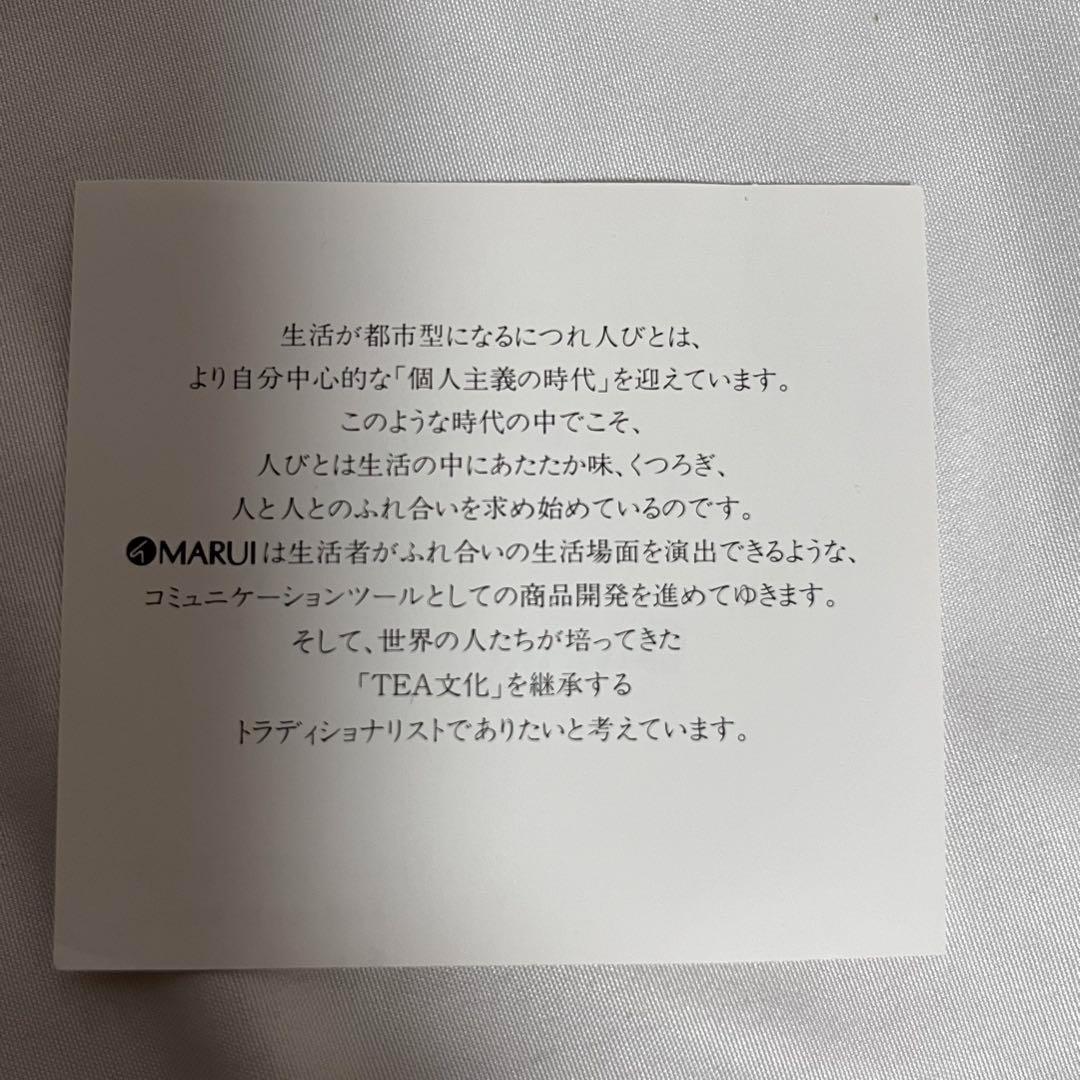 生活が都市型になるにつれ人びとは、
より自分中心的な「個人主義の時代」を迎えています。
このような時代の中でこそ、
人びとは生活の中にあたたか味、くつろぎ、
人と人とのふれ合いを求め始めているのです。
イMARUIは生活者がふれ合いの生活場面を演出できるような、
コミュニケーションツールとしての商品開発を進めてゆきます。
そして、世界の人たちが培ってきた
「TEA文化」を継承する
トラディショナリストでありたいと考えています。